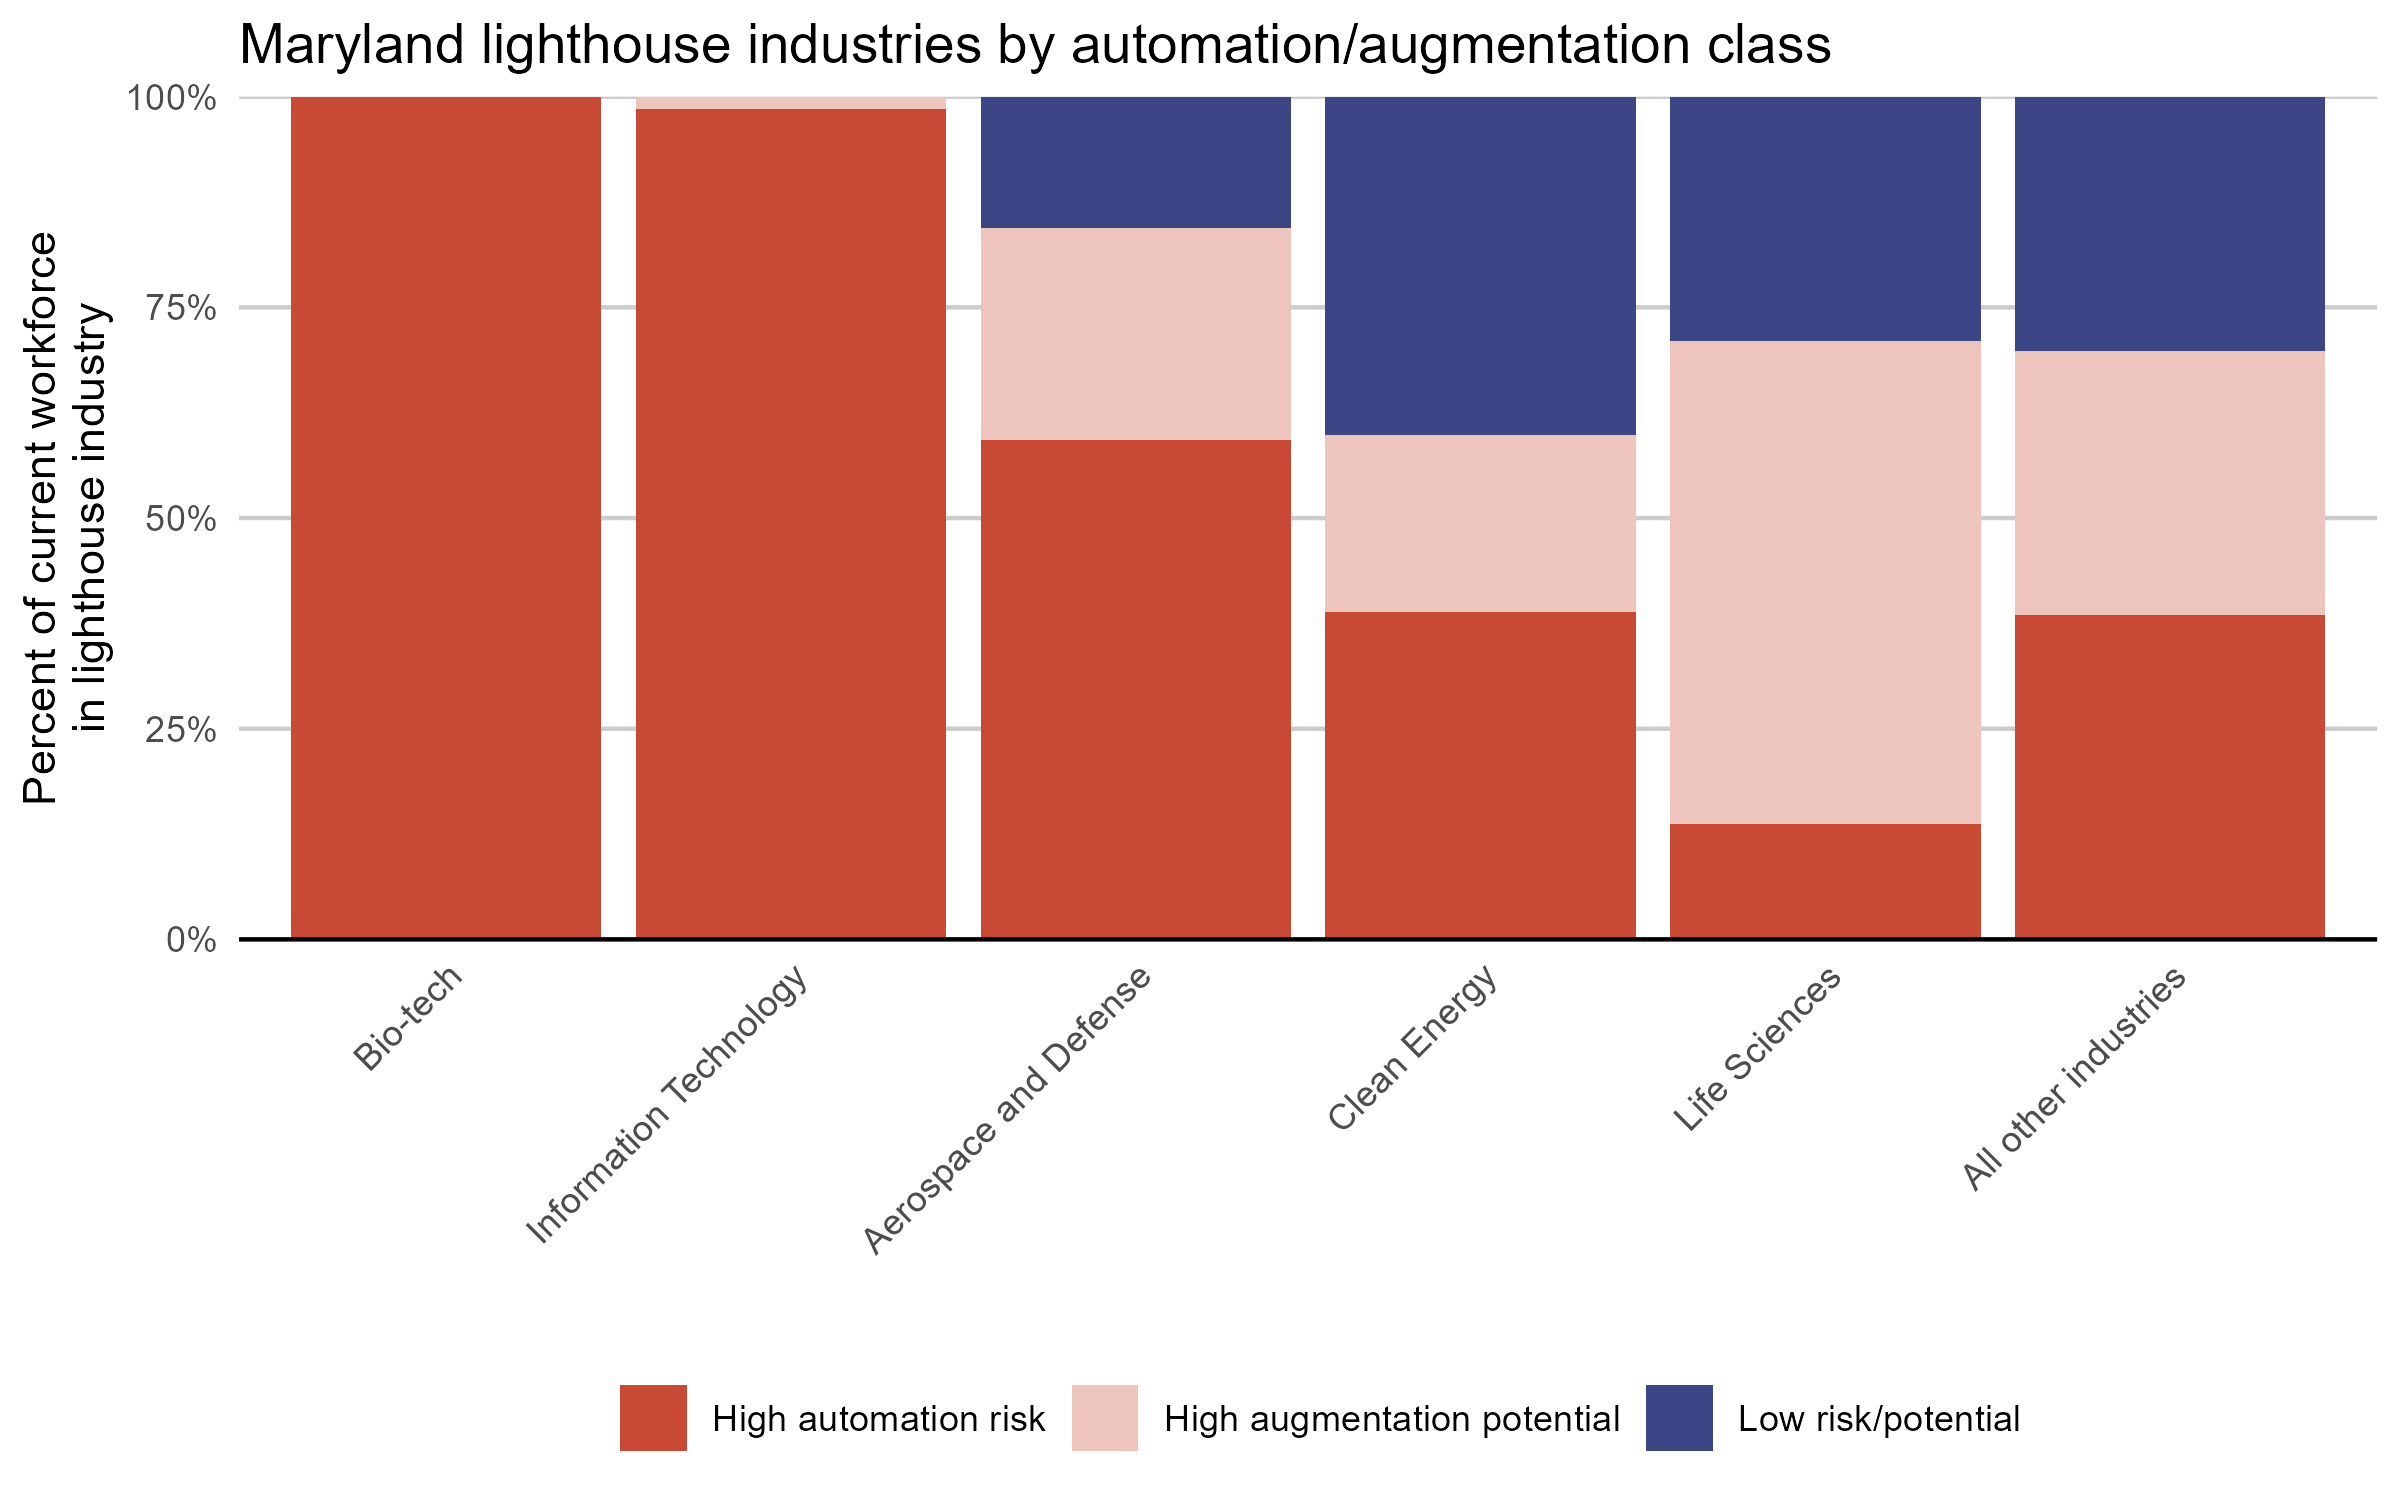 Maryland lighthouse industries by automation/augmentation class
Percent of current workforce
in lighthouse industry
100%
75%
50%
25%
0%
Bio-tech
Information Technology
Aerospace and Defense
Clean Energy
Life Sciences
All other industries
High automation risk
High augmentation potential
Low risk/potential